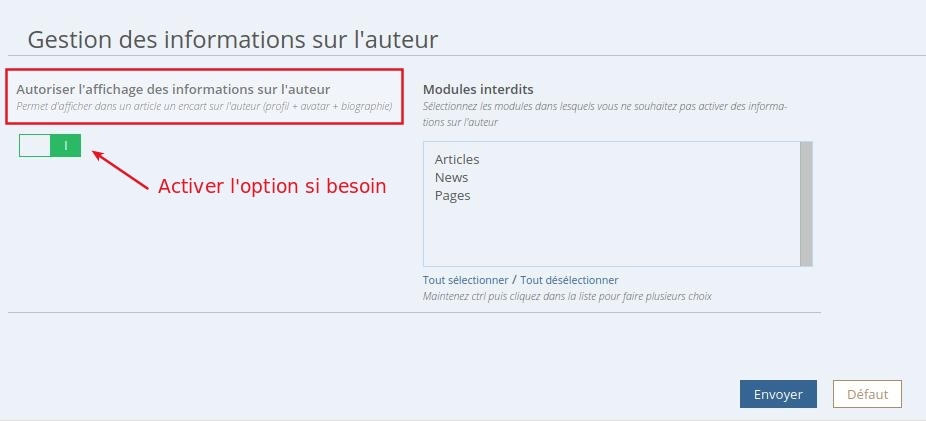 Gestion des informations sur l'auteur
Autoriser l'affichage des informations sur l'auteur
Permet d'afficher dans un article un encart sur l'auteur (profil + avatar + biographie)
I
Activer l'option si besoin
Modules interdits
Sélectionnez les modules dans lesquels vous ne souhaitez pas activer des informa-
tions sur l'auteur
Articles
News
Pages
Tout sélectionner / Tout désélectionner
Maintenez ctrl puis cliquez dans la liste pour faire plusieurs choix
Envoyer
Défaut